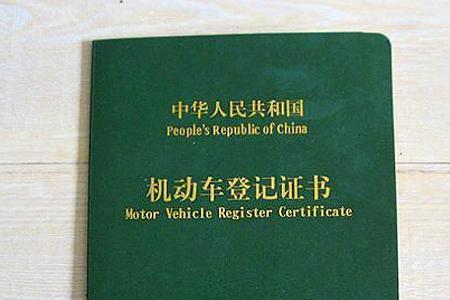 中华人民共和国
People's Republic of China
机动车登记证书
Motor Vehicle Register Certificate